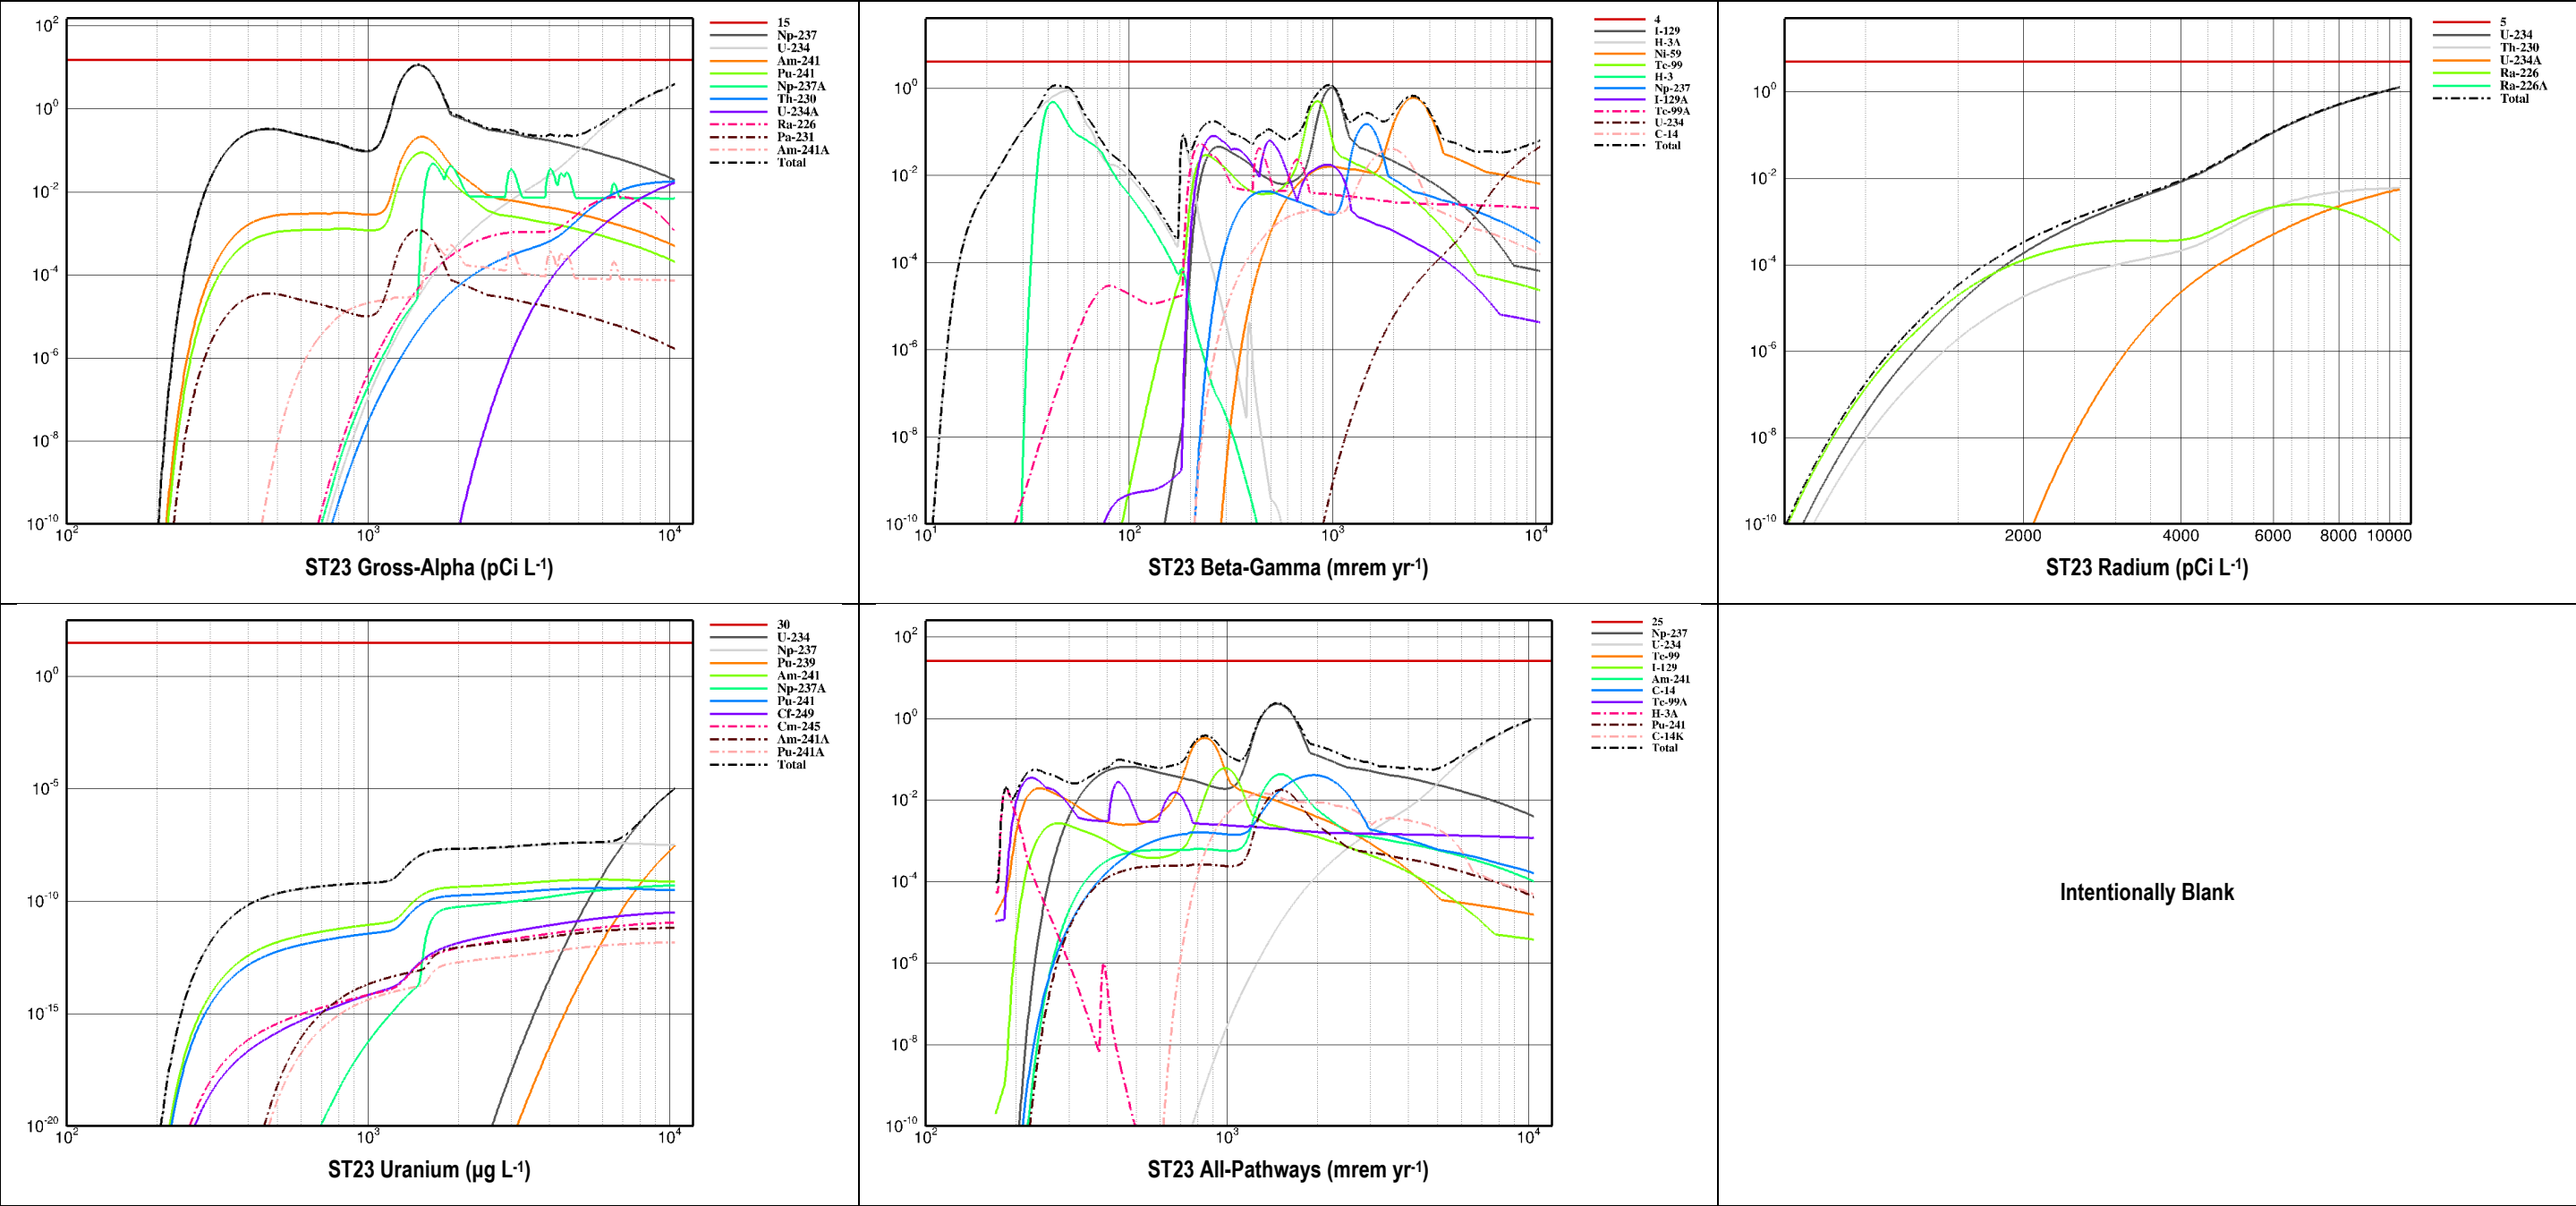 10²
10⁰
10⁻²
10⁻⁴
10⁻⁶
10⁻⁸
10⁻¹⁰
10²
10³
10⁴
15
Np-237
U-234
Am-241
Pu-241
Np-237A
Th-230
U-234A
Ra-226
Pa-231
Am-241A
Total
ST23 Gross-Alpha (pCi L⁻¹)
10⁰
10⁻²
10⁻⁴
10⁻⁶
10⁻⁸
10⁻¹⁰
10¹
10²
10³
10⁴
4
I-129
H-3A
Ni-59
Tc-99
H-3
Np-237
I-129A
Tc-99A
U-234
C-14
Total
ST23 Beta-Gamma (mrem yr⁻¹)
10⁰
10⁻²
10⁻⁴
10⁻⁶
10⁻⁸
10⁻¹⁰
2000
4000
6000
8000
10000
5
U-234
Th-230
U-234A
Ra-226
Ra-226A
Total
ST23 Radium (pCi L⁻¹)
10⁰
10⁻⁵
10⁻¹⁰
10⁻¹⁵
10⁻²⁰
10²
10³
10⁴
30
U-234
Np-237
Pu-239
Am-241
Np-237A
Pu-241
Cf-249
Cm-245
Am-241A
Pu-241A
Total
ST23 Uranium (µg L⁻¹)
10²
10⁰
10⁻²
10⁻⁴
10⁻⁶
10⁻⁸
10⁻¹⁰
10²
10³
10⁴
25
Np-237
U-234
Tc-99
I-129
Am-241
C-14
Tc-99A
H-3A
Pu-241
C-14K
Total
ST23 All-Pathways (mrem yr⁻¹)
Intentionally Blank